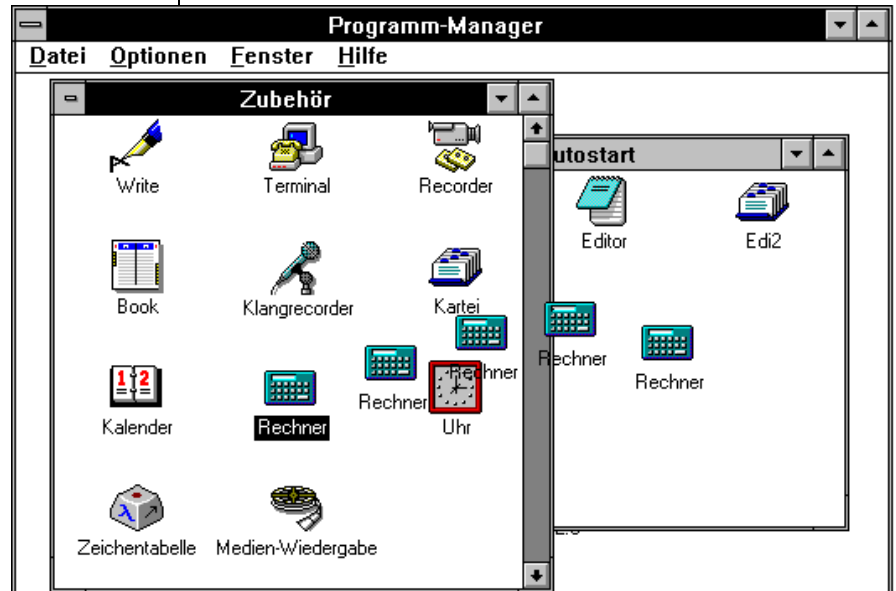 Programm-Manager
Datei Optionen Fenster Hilfe
Zubehör
utostart
Write Terminal Recorder
Editor Edi2
Book Klangrecorder Kartei
Rechner
Rechner
Rechner
Rechner
Kalender Rechner Uhr
Zeichentabelle Medien-Wiedergabe